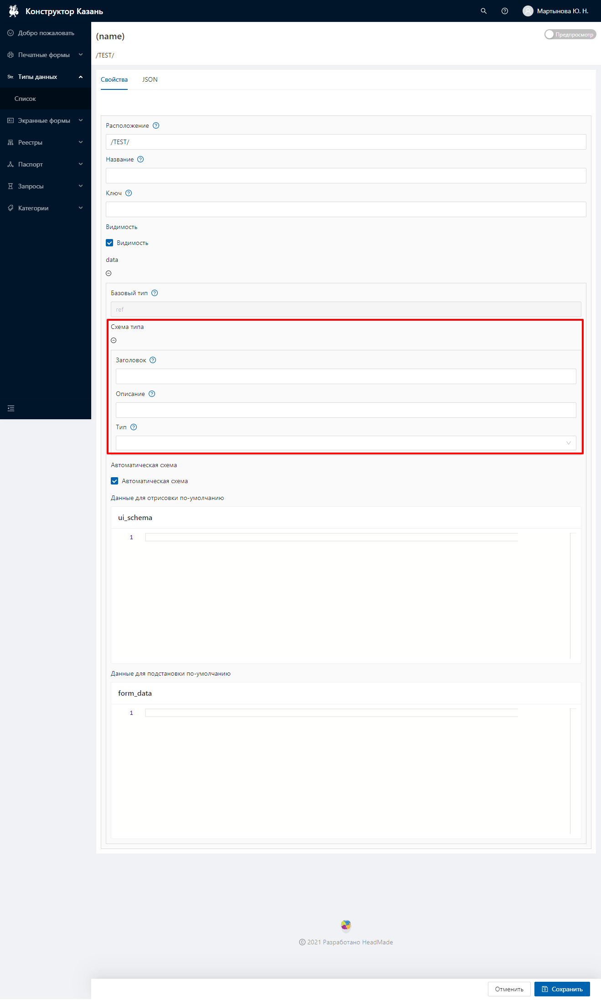 Конструктор Казань
Мартынова Ю. Н.
Добро пожаловать
Печатные формы
Str. Типы данных
Список
Экранные формы
Реестры
Паспорт
Запросы
Категории
(name)
Предпросмотр
/TEST/
Свойства JSON
Расположение
/TEST/
Название
Ключ
Видимость
Видимость
data
Базовый тип
ref
Схема типа
Заголовок
Описание
Тип
Автоматическая схема
Автоматическая схема
Данные для отрисовки по-умолчанию
ui_schema
1
Данные для подстановки по-умолчанию
form_data
1
© 2021 Разработано HeadMade
Отменить Сохранить